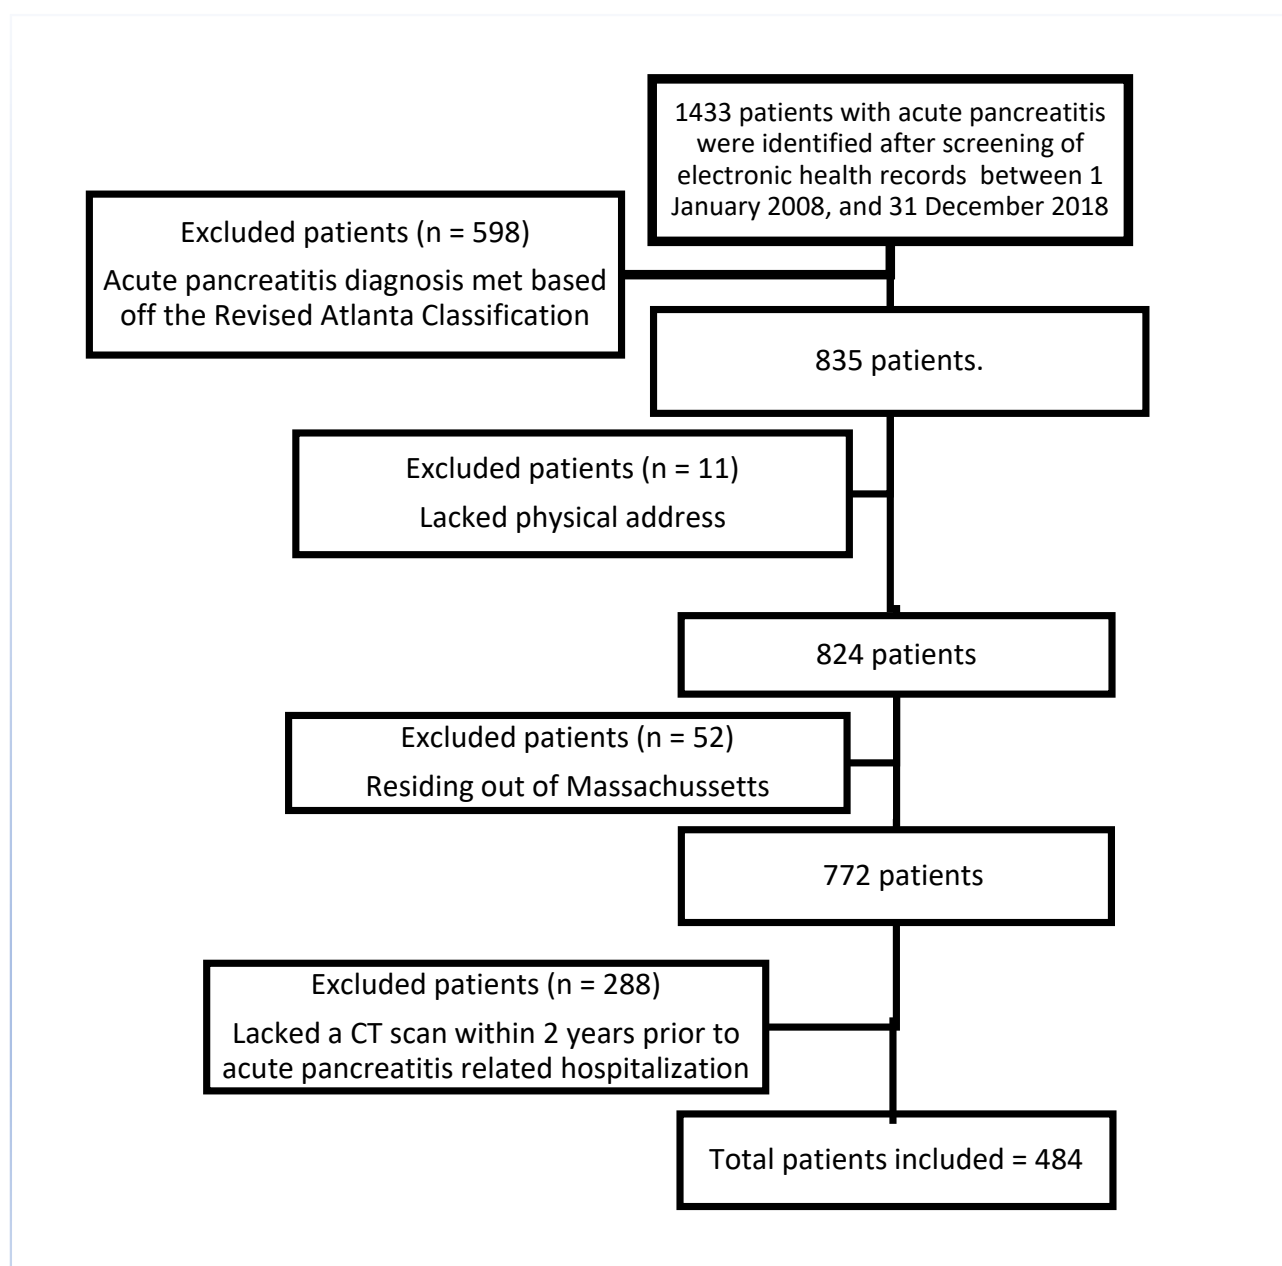 1433 patients with acute pancreatitis
were identified after screening of
electronic health records between 1
January 2008, and 31 December 2018
Excluded patients (n = 598)
Acute pancreatitis diagnosis met based
off the Revised Atlanta Classification
835 patients.
Excluded patients (n = 11)
Lacked physical address
824 patients
Excluded patients (n = 52)
Residing out of Massachussetts
772 patients
Excluded patients (n = 288)
Lacked a CT scan within 2 years prior to
acute pancreatitis related hospitalization
Total patients included = 484